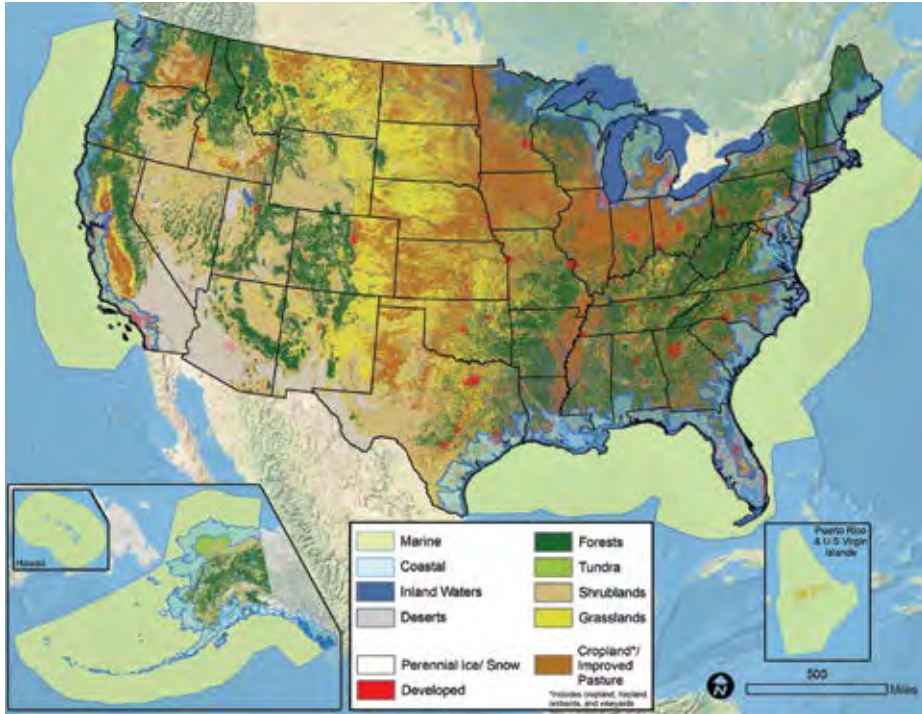 Hawaii
Marine
Coastal
Inland Waters
Deserts
Perennial Ice/ Snow
Developed
Forests
Tundra
Shrublands
Grasslands
Cropland*/
Improved
Pasture
*Includes cropland, hayland,
orchards, and vineyards
Puerto Rico
& U.S Virgin
Islands
N
500
Miles